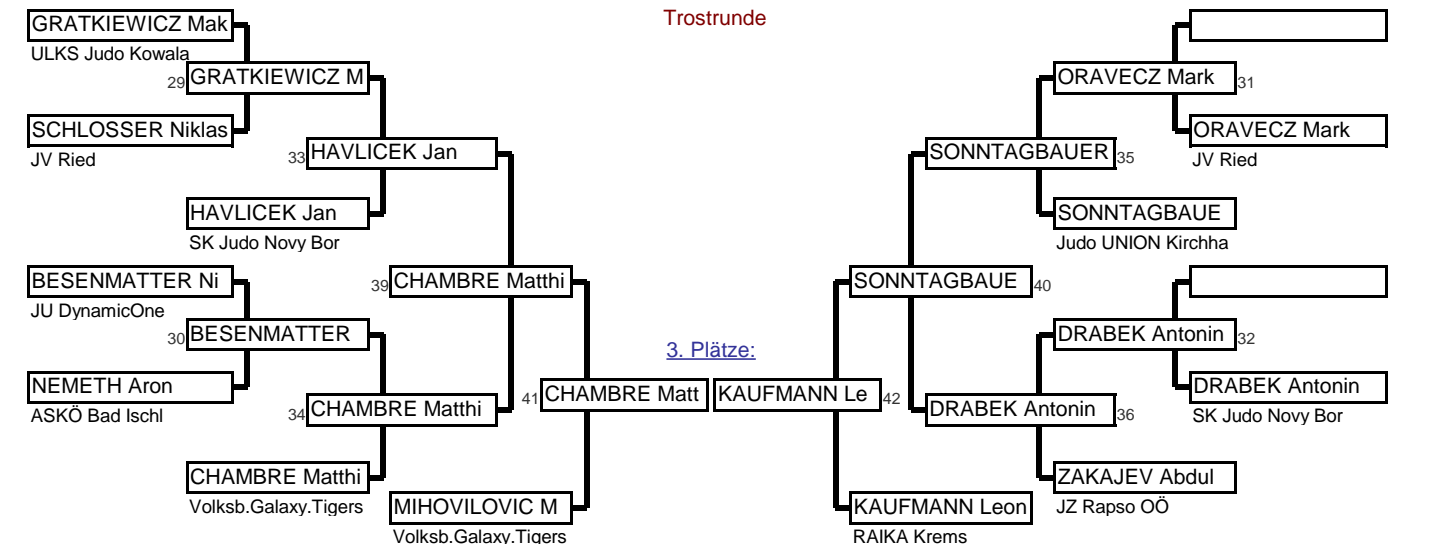 Trostrunde
GRATKIEWICZ Mak
ULKS Judo Kowala
29 GRATKIEWICZ M
SCHLOSSER Niklas
JV Ried
33 HAVLICEK Jan
HAVLICEK Jan
SK Judo Novy Bor
BESENMATTER Ni
JU DynamicOne
39 CHAMBRE Matthi
30 BESENMATTER
NEMETH Aron
ASKÖ Bad Ischl
34 CHAMBRE Matthi
CHAMBRE Matthi
Volksb.Galaxy.Tigers
3. Plätze:
41 CHAMBRE Matt
MIHOVILOVIC M
Volksb.Galaxy.Tigers
ORAVECZ Mark 31
ORAVECZ Mark
JV Ried
SONNTAGBAUER 35
SONNTAGBAUE
Judo UNION Kirchha
SONNTAGBAUE 40
DRABEK Antonin 32
DRABEK Antonin
SK Judo Novy Bor
KAUFMANN Le 42
DRABEK Antonin 36
ZAKAJEV Abdul
JZ Rapso OÖ
KAUFMANN Leon
RAIKA Krems